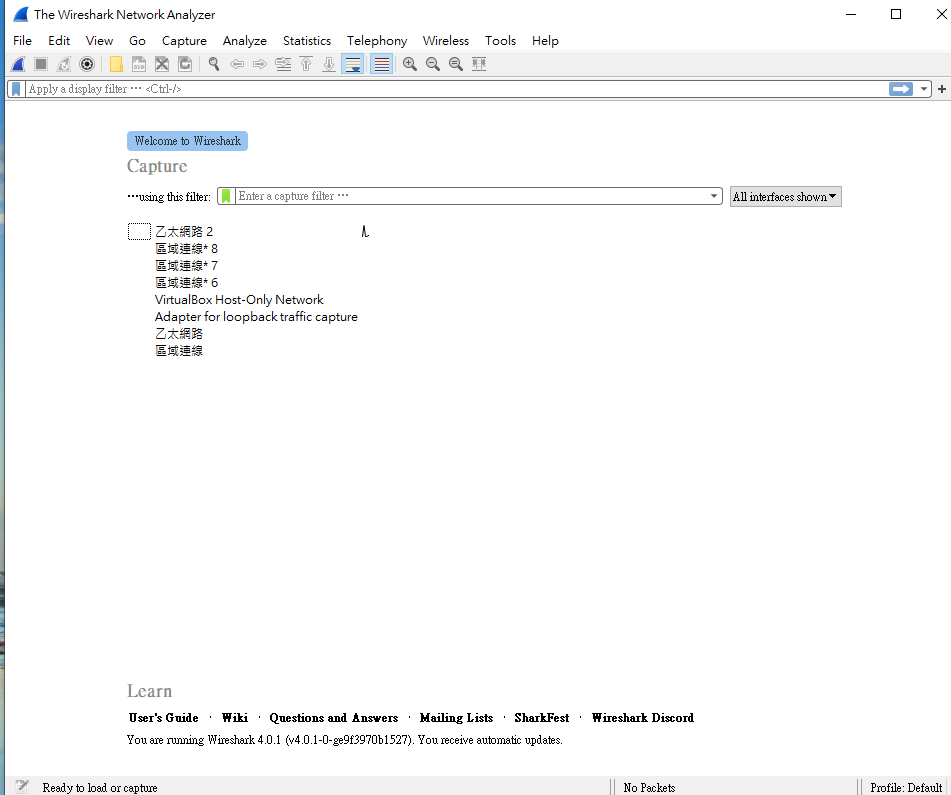 The Wireshark Network Analyzer
File Edit View Go Capture Analyze Statistics Telephony Wireless Tools Help
Apply a display filter ⋯ <Ctrl-/>
Welcome to Wireshark
Capture
⋯using this filter: Enter a capture filter ⋯ All interfaces shown
乙太網路 2
區域連線* 8
區域連線* 7
區域連線* 6
VirtualBox Host-Only Network
Adapter for loopback traffic capture
乙太網路
區域連線
Learn
User's Guide · Wiki · Questions and Answers · Mailing Lists · SharkFest · Wireshark Discord
You are running Wireshark 4.0.1 (v4.0.1-0-ge9f3970b1527). You receive automatic updates.
Ready to load or capture No Packets Profile: Default